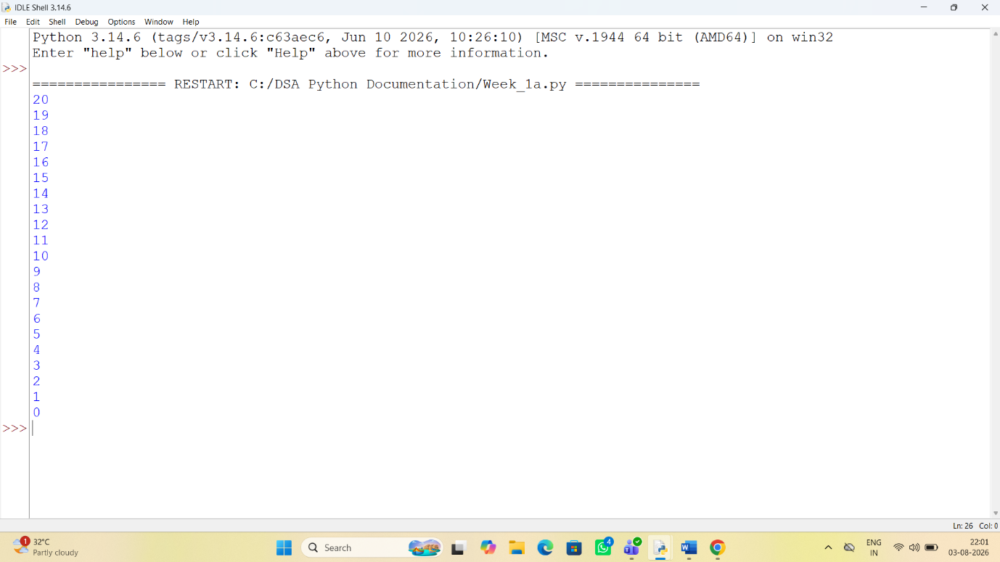 IDLE Shell 3.14.6
File Edit Shell Debug Options Window Help
Python 3.14.6 (tags/v3.14.6:c63aec6, Jun 10 2026, 10:26:10) [MSC v.1944 64 bit (AMD64)] on win32
Enter "help" below or click "Help" above for more information.
>>>
================ RESTART: C:/DSA Python Documentation/Week_1a.py ===============
20
19
18
17
16
15
14
13
12
11
10
9
8
7
6
5
4
3
2
1
0
>>>
Ln: 26 Col: 0
1
32°C
Partly cloudy
Search
4
ENG
IN
22:01
03-08-2026